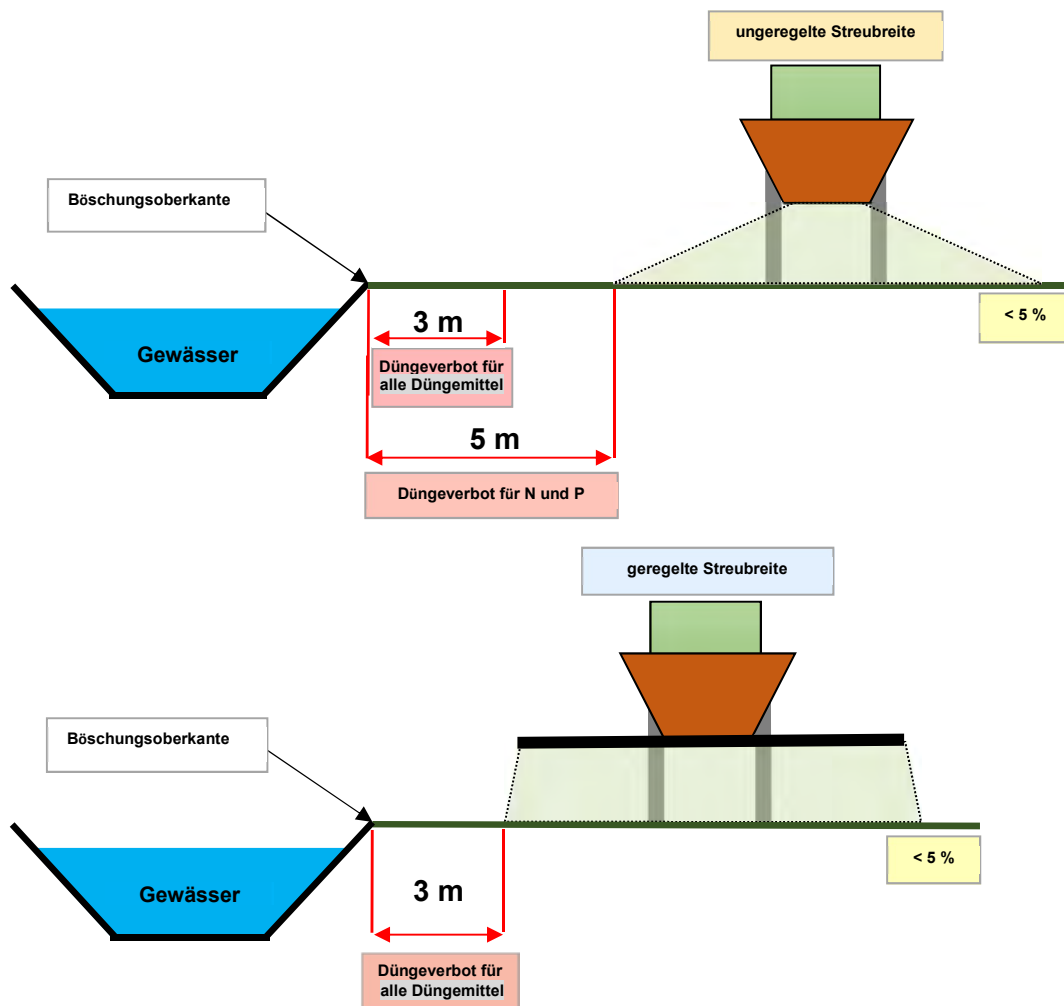 ungeregelte Streubreite
Böschungsoberkante
< 5 %
3 m
Gewässer
Düngeverbot für
alle Düngemittel
5 m
Düngeverbot für N und P
geregelte Streubreite
Böschungsoberkante
< 5 %
Gewässer
3 m
Düngeverbot für
alle Düngemittel